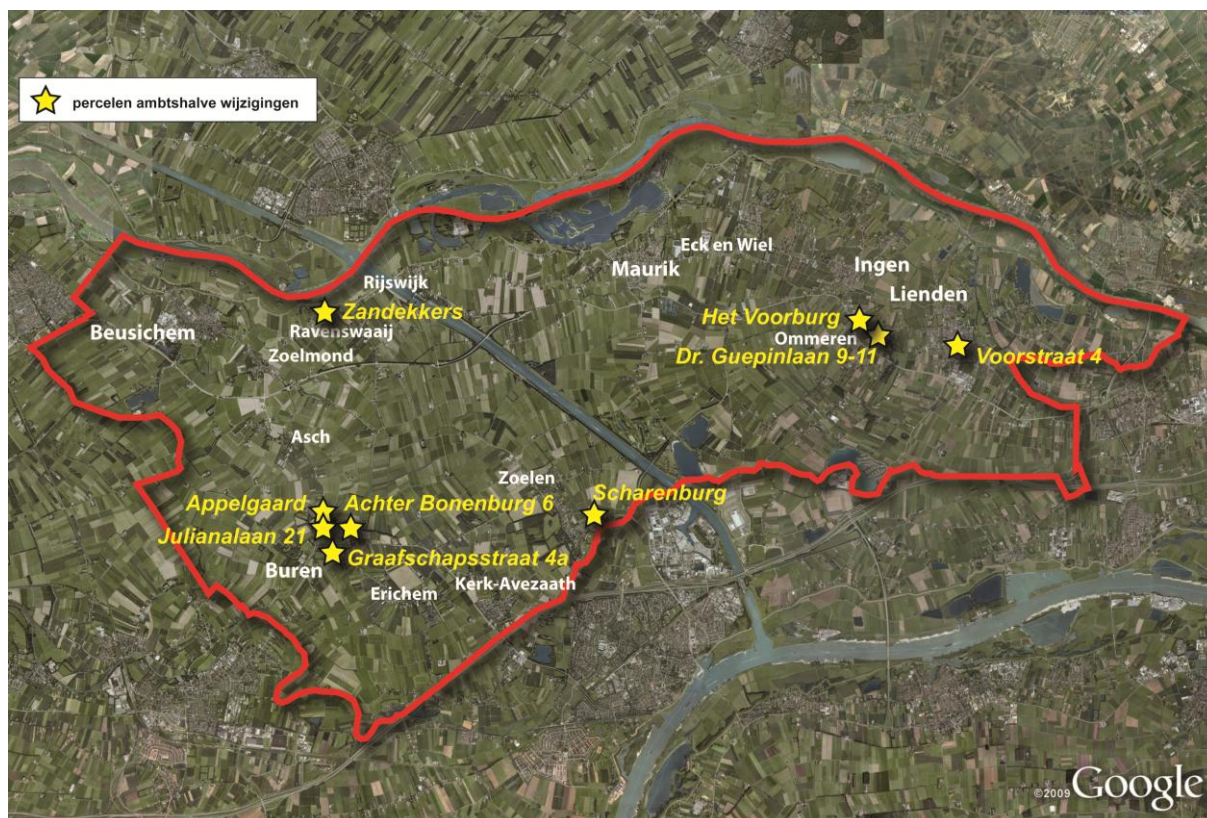 percelen ambtshalve wijzigingen
Eck en Wiel
Maurik
Ingen
Rijswijk
Lienden
Zandekkers
Het Voorburg
Beusichem
Ravenswaaij
Ommeren
Zoelmond
Dr. Guepinlaan 9-11
Voorstraat 4
Asch
Zoelen
Scharenburg
Appelgaard
Achter Bonenburg 6
Julianalaan 21
Graafschapsstraat 4a
Buren
Kerk-Avezaath
Erichem
©2009 Google